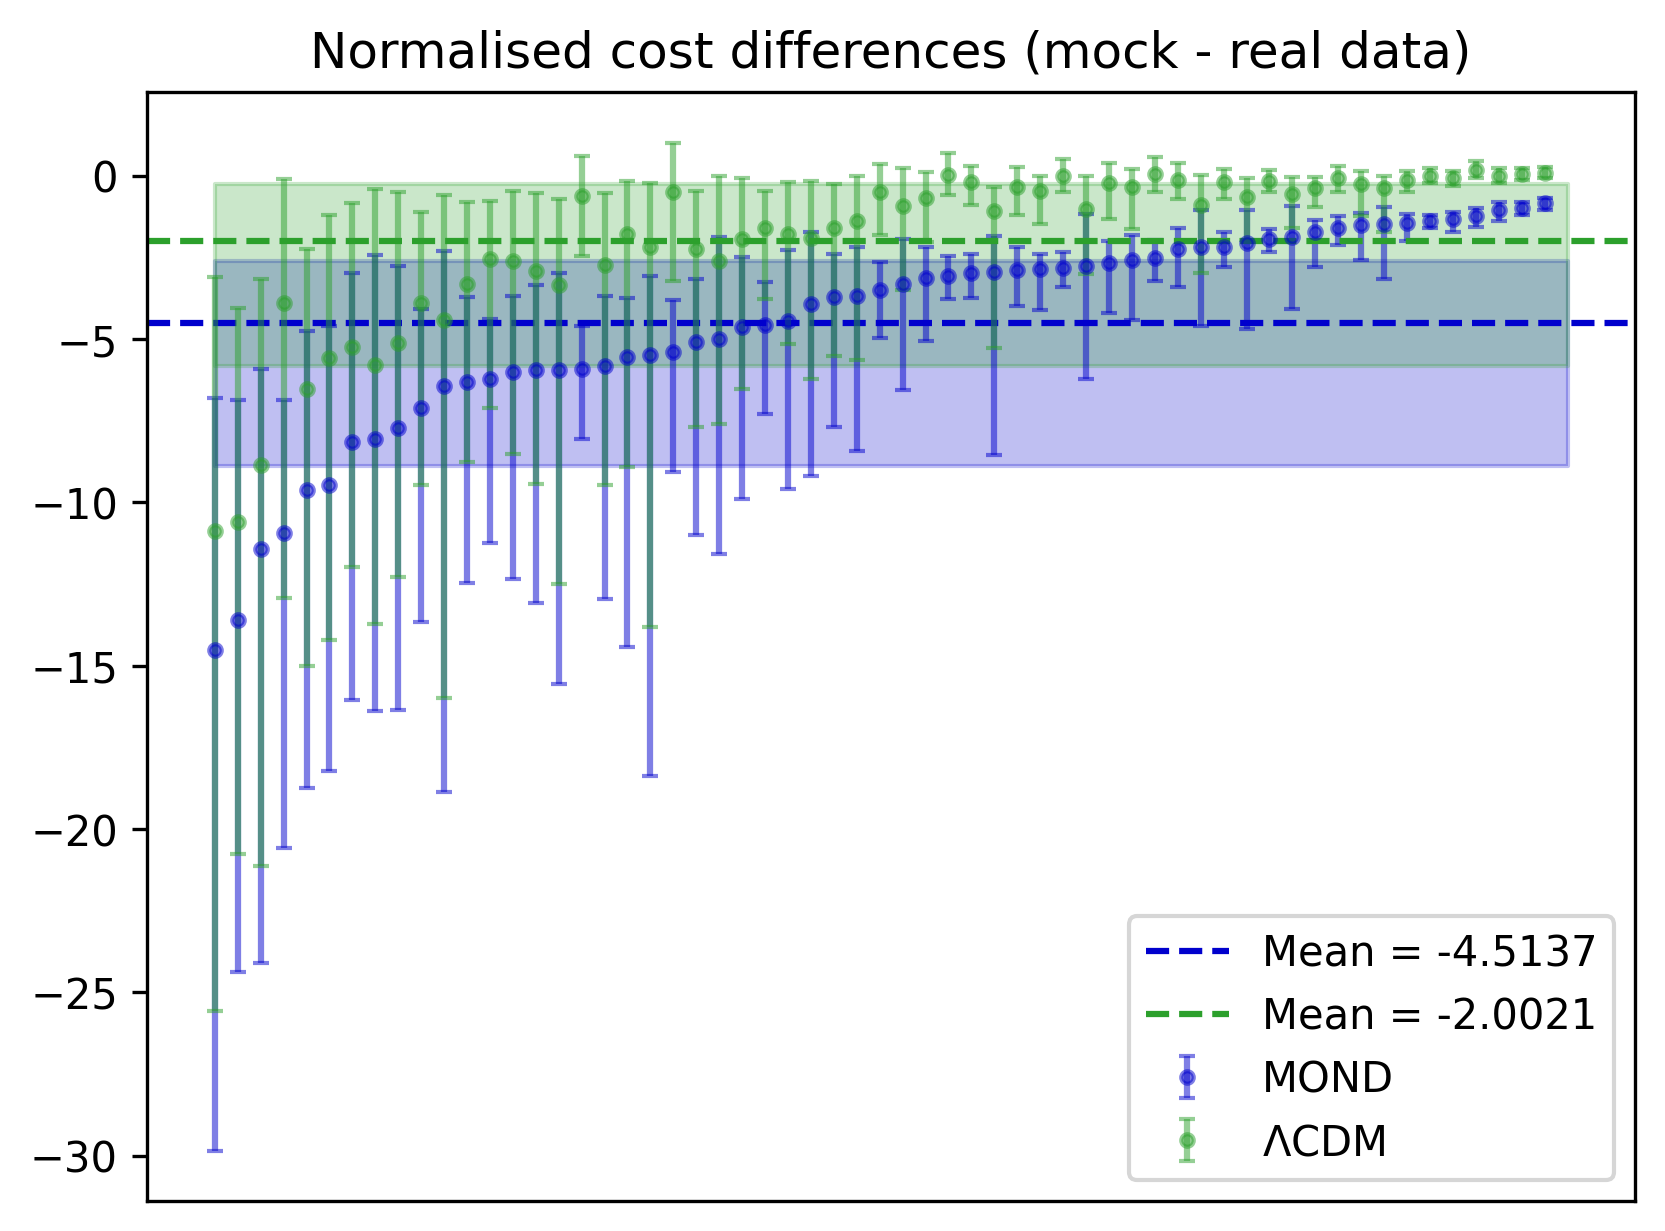 Normalised cost differences (mock - real data)
0
−5
−10
−15
−20
−25
−30
Mean = -4.5137
Mean = -2.0021
MOND
ΛCDM